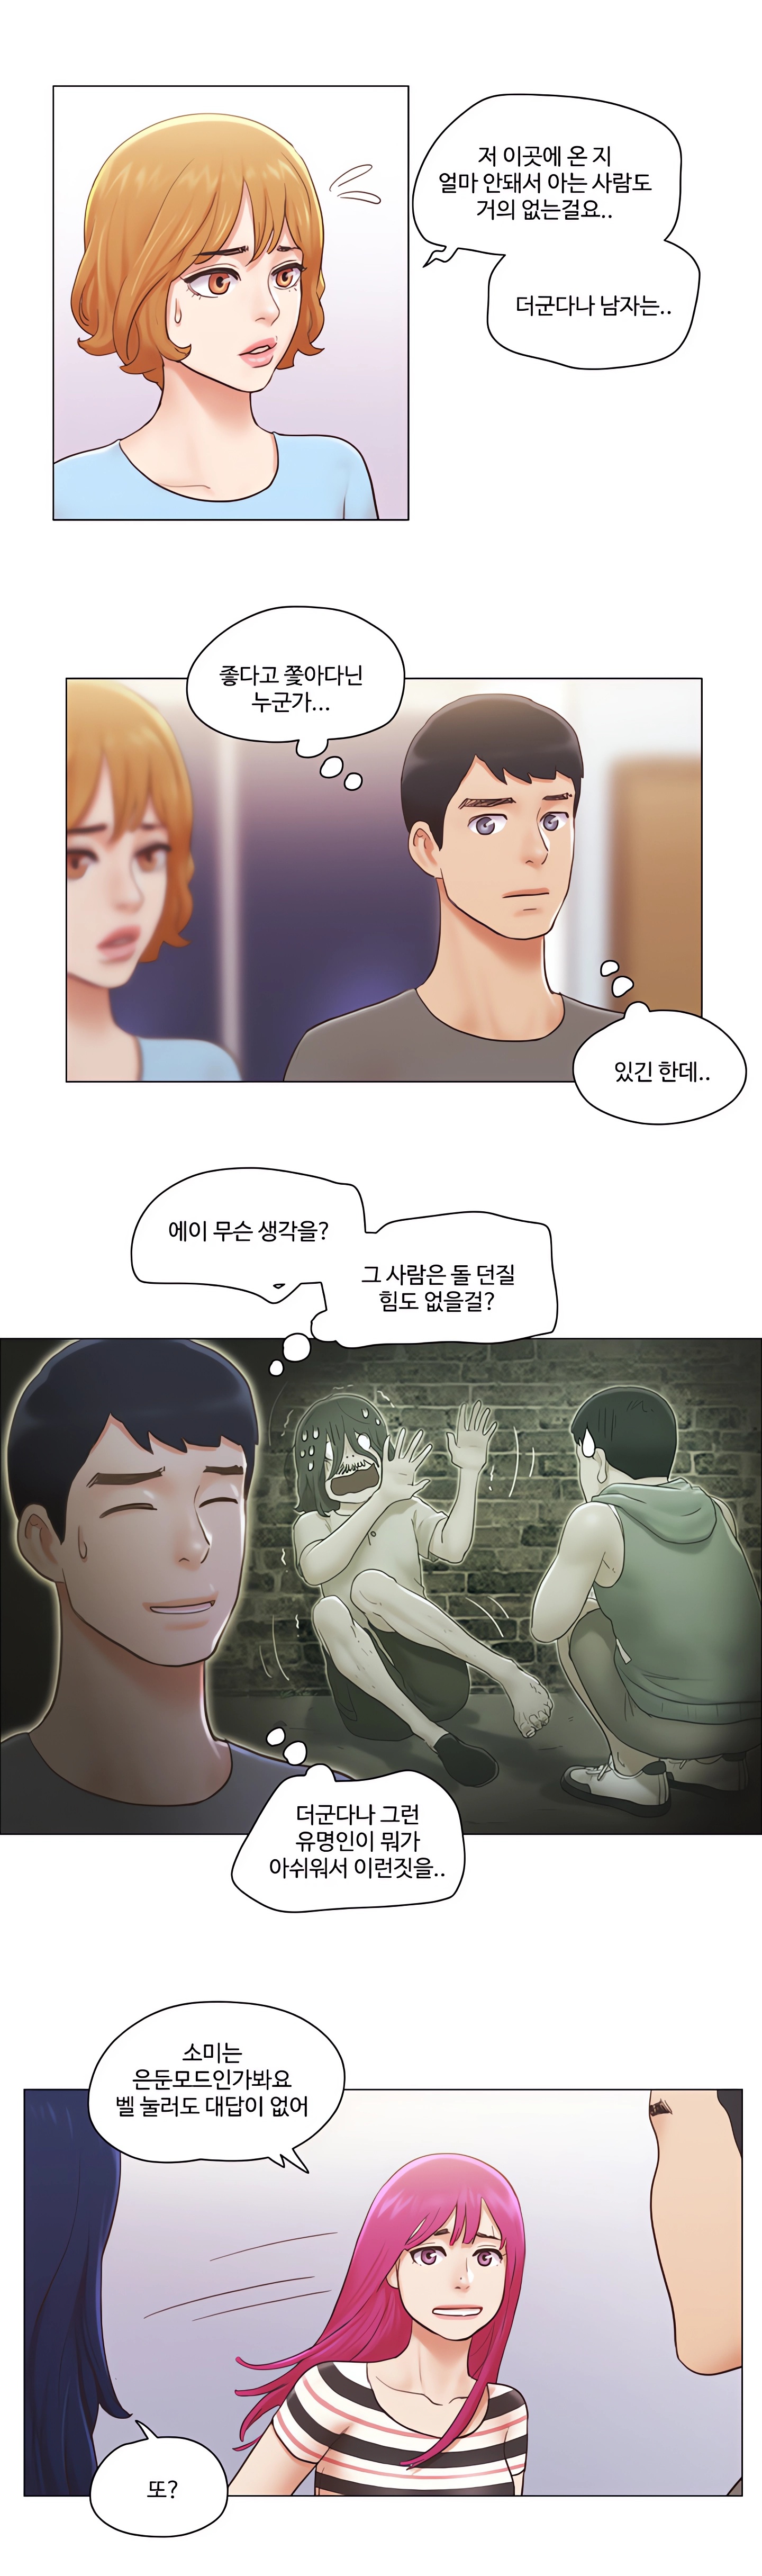 저 이곳에 온 지
얼마 안돼서 아는 사람도
거의 없는걸요..
더군다나 남자는..
좋다고 쫓아다닌
누군가...
있긴 한데..
에이 무슨 생각을?
그 사람은 돌 던질
힘도 없을걸?
더군다나 그런
유명인이 뭐가
아쉬워서 이런짓을..
소미는
은둔모드인가봐요
벨 눌러도 대답이 없어
또?